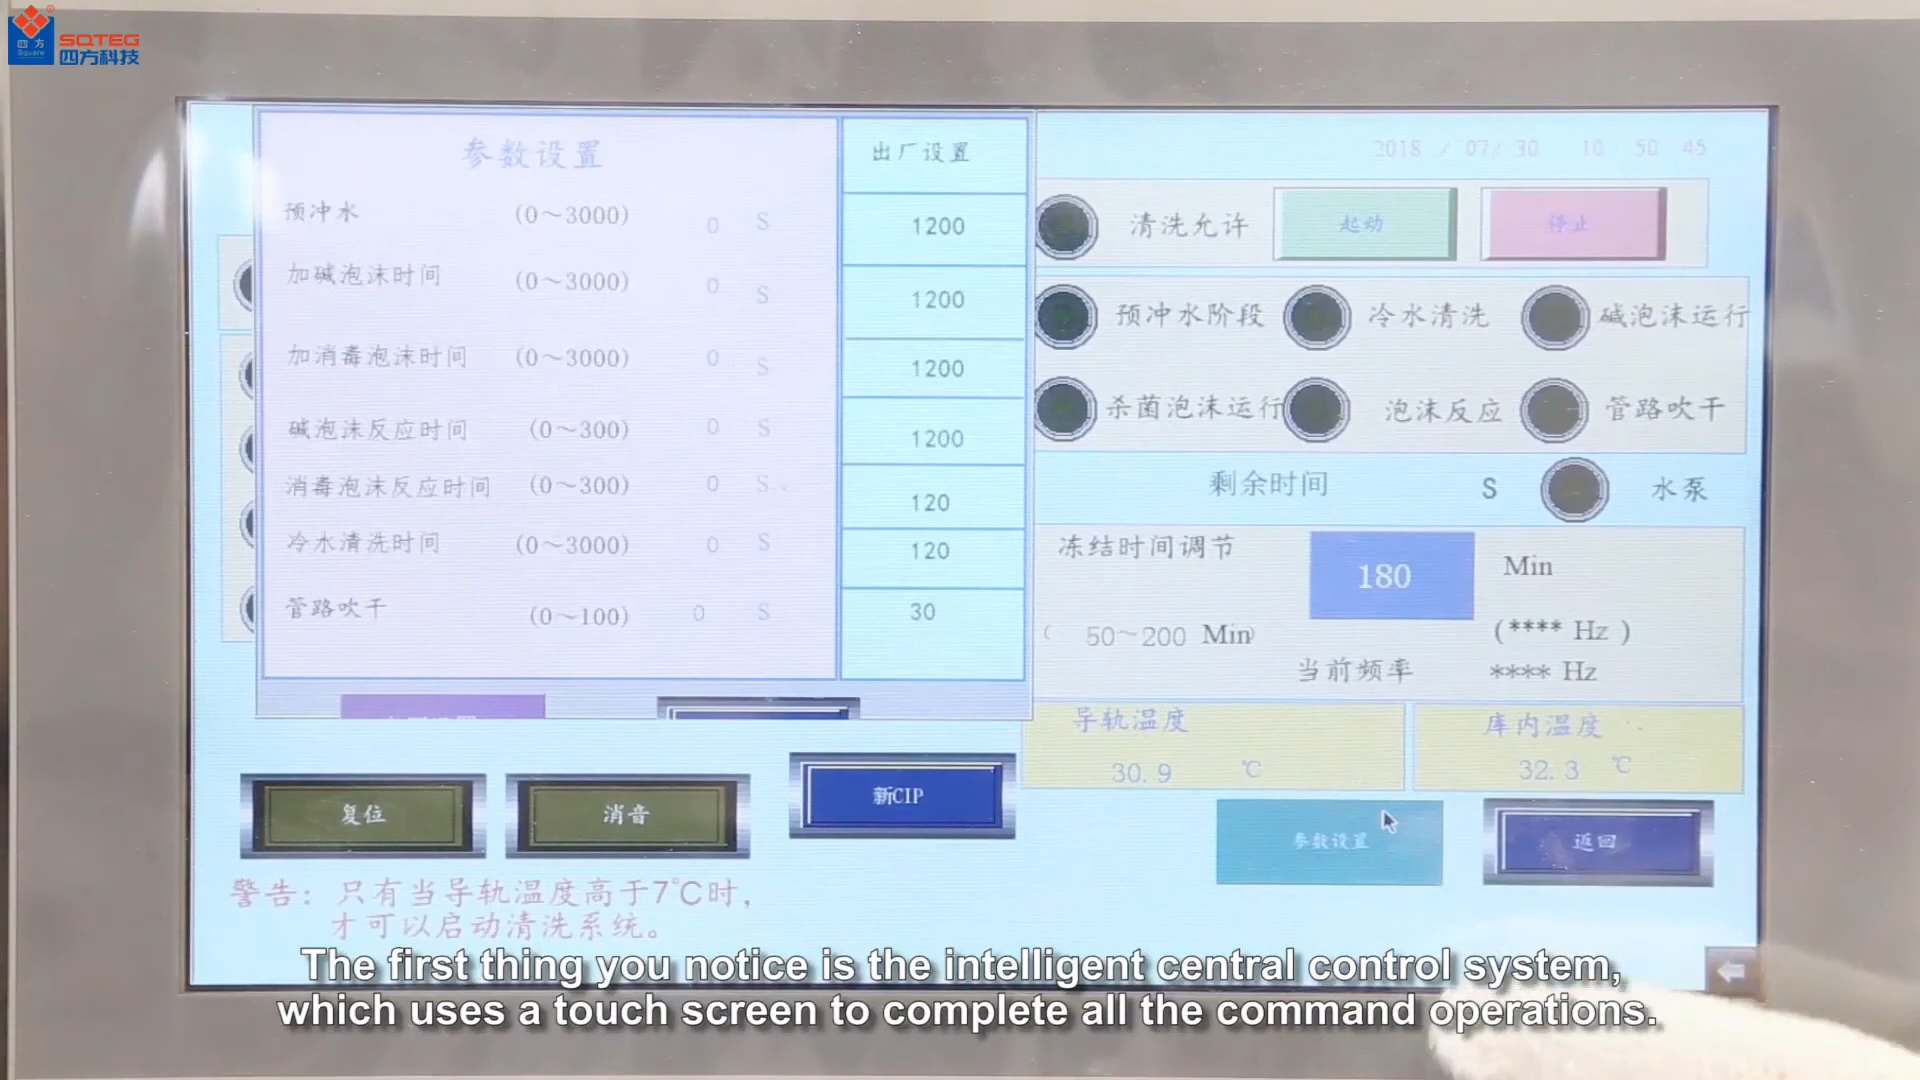 四方
Square
SQTEG
四方科技
参数设置
出厂设置
预冲水 (0～3000) 0 S 1200
加碱泡沫时间 (0～3000) 0 S 1200
加消毒泡沫时间 (0～3000) 0 S 1200
碱泡沫反应时间 (0～300) 0 S 1200
消毒泡沫反应时间 (0～300) 0 S 120
冷水清洗时间 (0～3000) 0 S 120
管路吹干 (0～100) 0 S 30
2018 / 07/ 30 10 50 45
清洗允许 起动 停止
预冲水阶段 冷水清洗 碱泡沫运行
杀菌泡沫运行 泡沫反应 管路吹干
剩余时间 S 水泵
冻结时间调节 180 Min
( 50～200 Min) (**** Hz )
当前频率 **** Hz
导轨温度 库内温度
30.9 ℃ 32.3 ℃
复位 消音 新CIP 参数设置 返回
警告：只有当导轨温度高于7℃时，
才可以启动清洗系统。
The first thing you notice is the intelligent central control system,
which uses a touch screen to complete all the command operations.